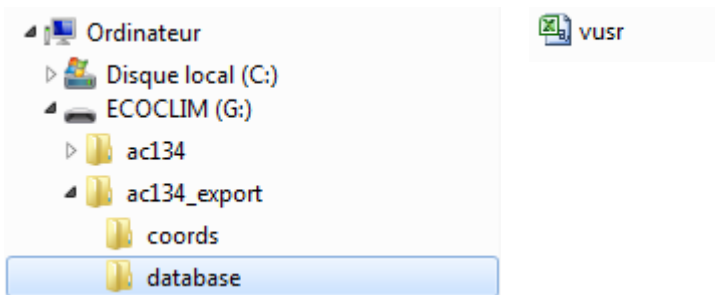 Ordinateur
Disque local (C:)
ECOCLIM (G:)
ac134
ac134_export
coords
database
vusr